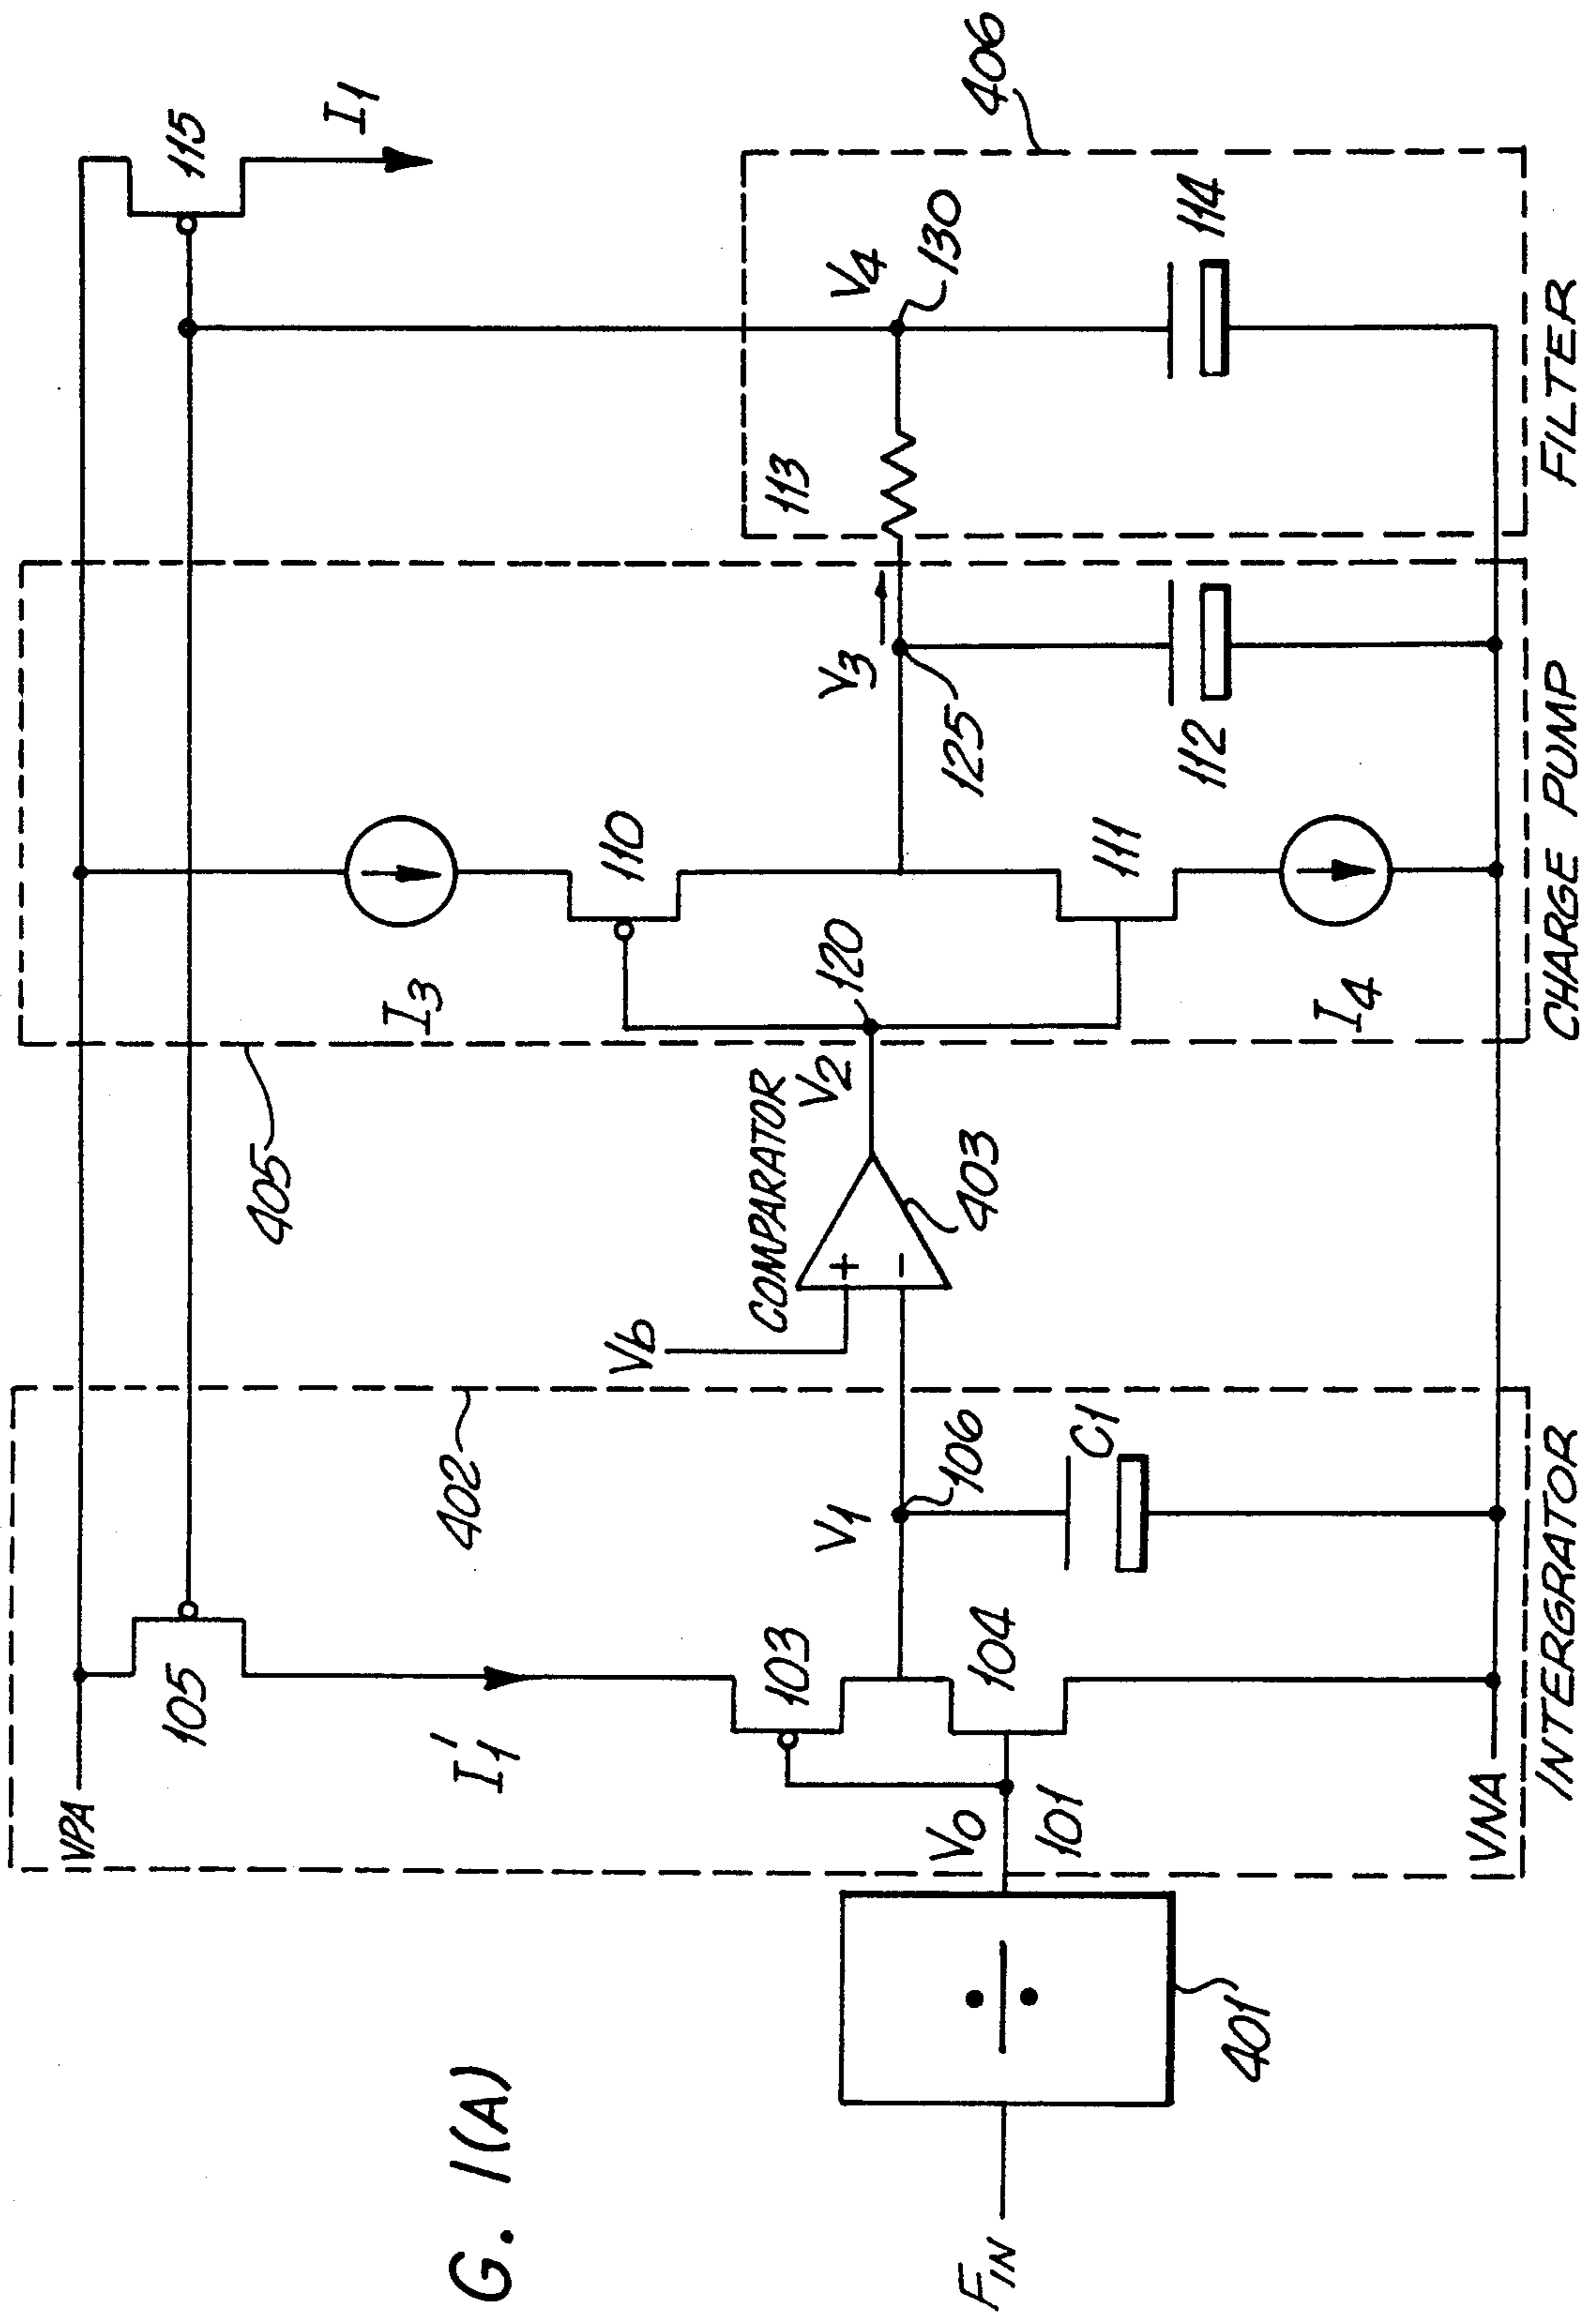 G. 1(A)
FIN
401
VPA
105
I1'
V0
101
103
104
V1
106
C1
VNA
402
INTERGRATOR
Vb
COMPARATOR
+
−
403
V2
120
405
I3
110
111
I4
V3
125
112
CHARGE PUMP
113
V4
130
114
406
FILTER
115
I1